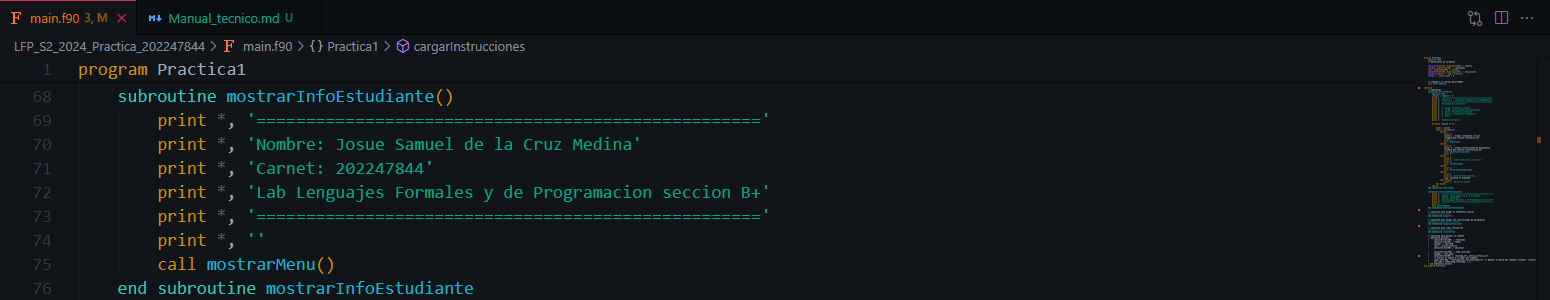 main.f90 3, M
Manual_tecnico.md U
LFP_S2_2024_Practica_202247844 > main.f90 > {} Practica1 > cargarInstrucciones
1 program Practica1
68 subroutine mostrarInfoEstudiante()
69 print *, '==================================================='
70 print *, 'Nombre: Josue Samuel de la Cruz Medina'
71 print *, 'Carnet: 202247844'
72 print *, 'Lab Lenguajes Formales y de Programacion seccion B+'
73 print *, '==================================================='
74 print *, ''
75 call mostrarMenu()
76 end subroutine mostrarInfoEstudiante